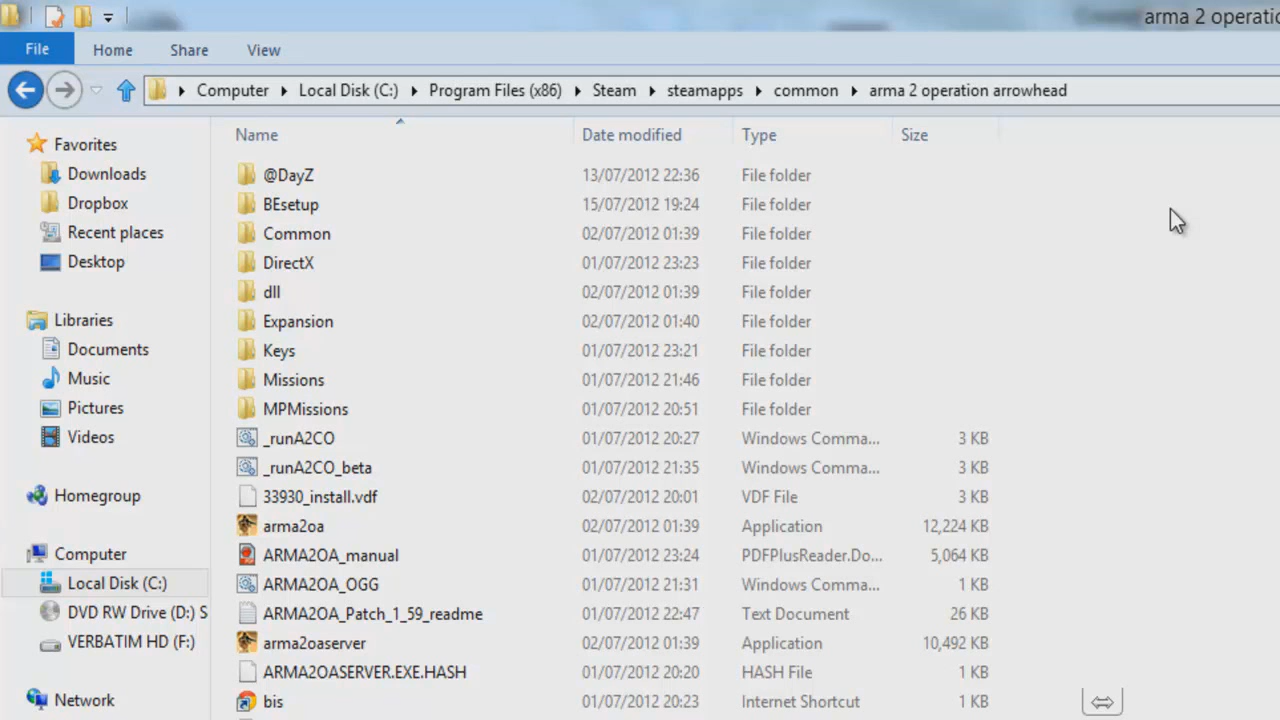 arma 2 operatic
File Home Share View
Computer Local Disk (C:) Program Files (x86) Steam steamapps common arma 2 operation arrowhead
Name Date modified Type Size
Favorites
Downloads
Dropbox
Recent places
Desktop
Libraries
Documents
Music
Pictures
Videos
Homegroup
Computer
Local Disk (C:)
DVD RW Drive (D:) S
VERBATIM HD (F:)
Network
@DayZ 13/07/2012 22:36 File folder
BEsetup 15/07/2012 19:24 File folder
Common 02/07/2012 01:39 File folder
DirectX 01/07/2012 23:23 File folder
dll 02/07/2012 01:39 File folder
Expansion 02/07/2012 01:40 File folder
Keys 01/07/2012 23:21 File folder
Missions 01/07/2012 21:46 File folder
MPMissions 01/07/2012 20:51 File folder
_runA2CO 01/07/2012 20:27 Windows Comma... 3 KB
_runA2CO_beta 01/07/2012 21:35 Windows Comma... 3 KB
33930_install.vdf 02/07/2012 20:01 VDF File 3 KB
arma2oa 02/07/2012 01:39 Application 12,224 KB
ARMA2OA_manual 01/07/2012 23:24 PDFPlusReader.Do... 5,064 KB
ARMA2OA_OGG 01/07/2012 21:31 Windows Comma... 1 KB
ARMA2OA_Patch_1_59_readme 01/07/2012 22:47 Text Document 26 KB
arma2oaserver 02/07/2012 01:39 Application 10,492 KB
ARMA2OASERVER.EXE.HASH 01/07/2012 20:20 HASH File 1 KB
bis 01/07/2012 20:23 Internet Shortcut 1 KB